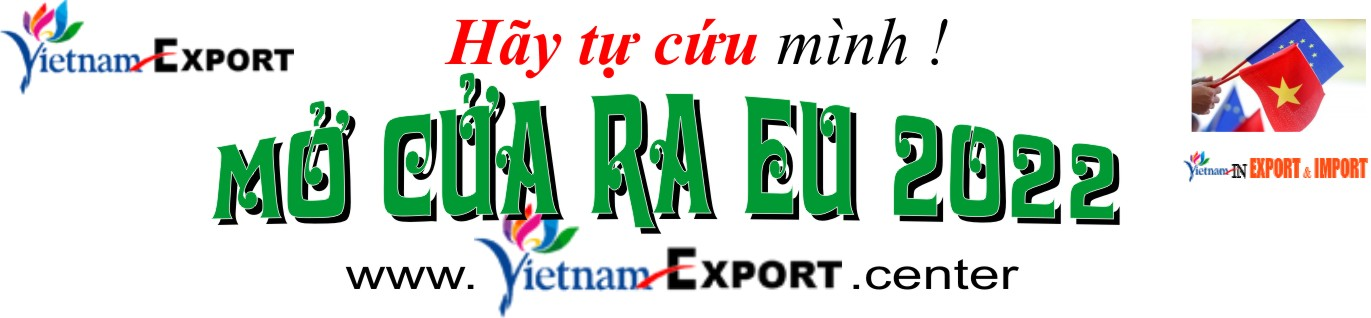 Vietnam EXPORT
Hãy tự cứu mình !
MỞ CỬA RA EU 2022
Vietnam IN EXPORT & IMPORT
www. Vietnam EXPORT .center